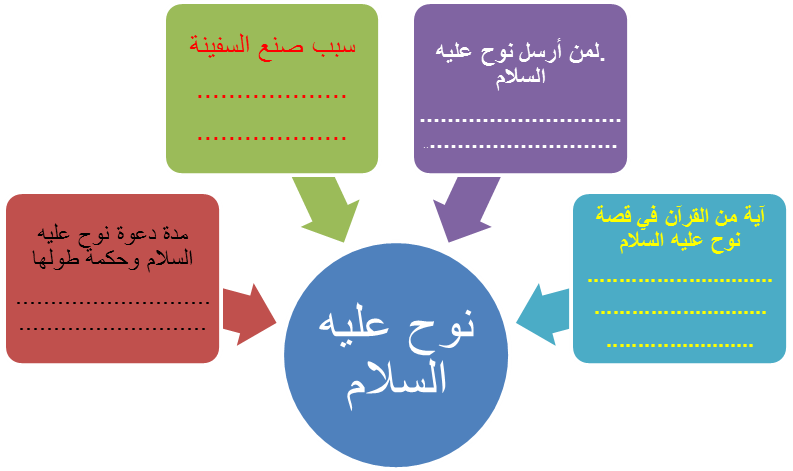 سبب صنع السفينة
...................
...................
لمن أرسل نوح عليه.
السلام
.............................
.............................
مدة دعوة نوح عليه
السلام وحكمة طولها
.............................
............................
آية من القرآن في قصة
نوح عليه السلام
.............................
...........................
.......................
نوح عليه
السلام